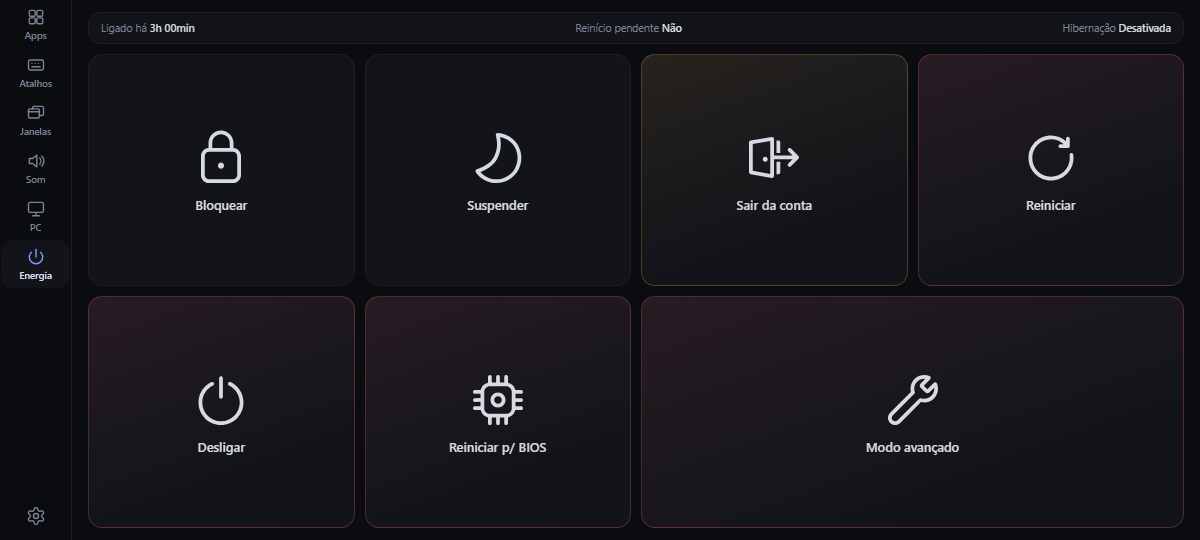 Apps
Atalhos
Janelas
Som
PC
Energia
Ligado há 3h 00min
Reinício pendente Não
Hibernação Desativada
Bloquear
Suspender
Sair da conta
Reiniciar
Desligar
Reiniciar p/ BIOS
Modo avançado